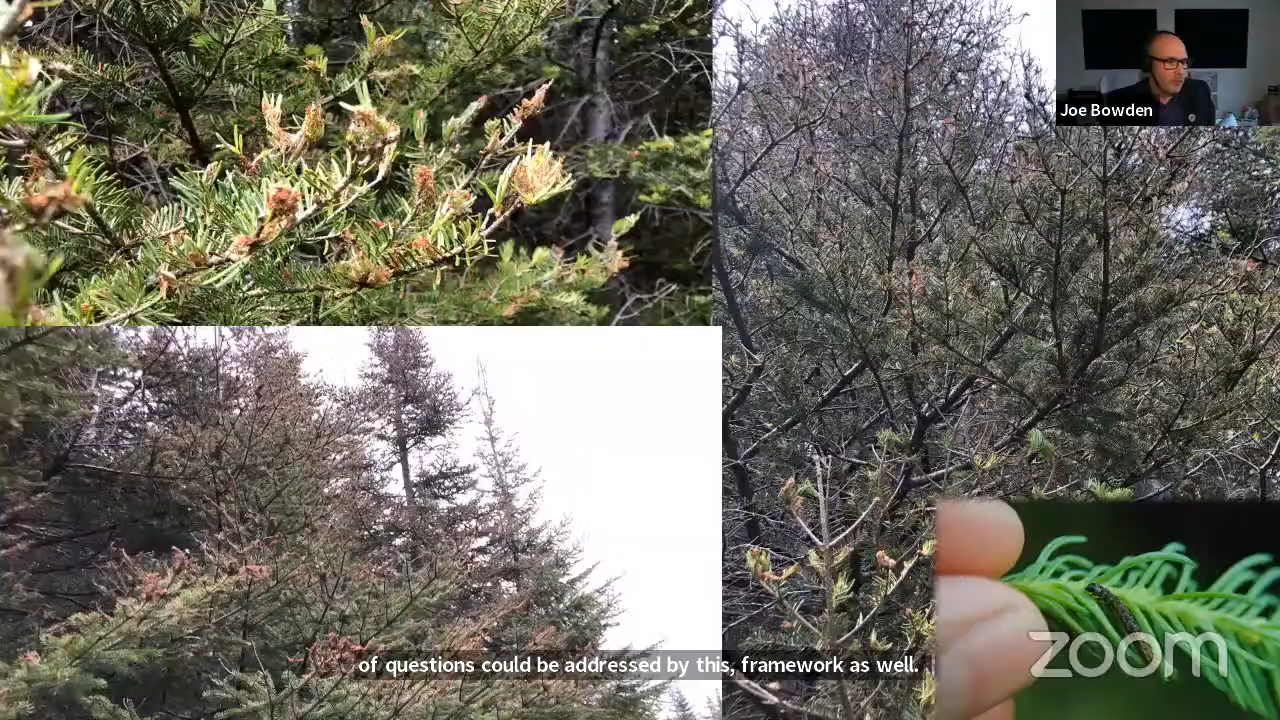 Joe Bowden
of questions could be addressed by this, framework as well.
zoom